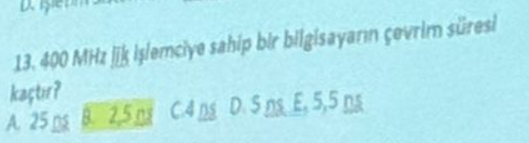 D. İşletim
13. 400 MHz lik işlemciye sahip bir bilgisayarın çevrim süresi
kaçtır?
A. 25 ns B. 2,5 ns C.4 ns D. 5 ns E. 5,5 ns